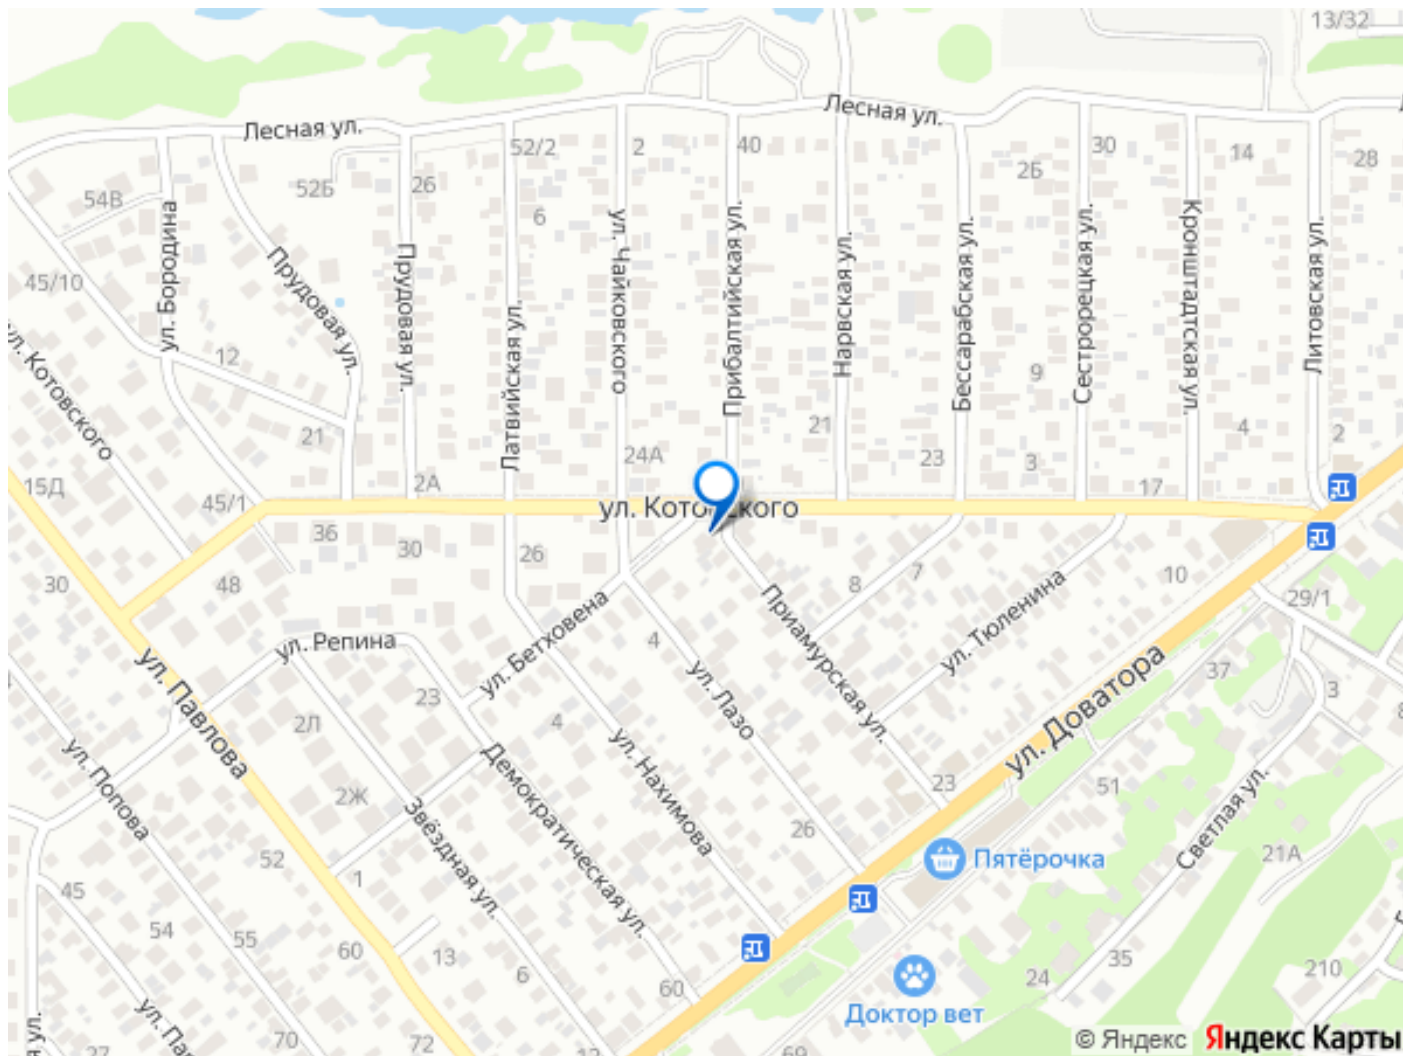 13/32
Лесная ул.
Лесная ул.
52/2
2
40
2Б
30
14
28
54В
52Б
26
6
ул. Бородина
Прудовая ул.
Прудовая ул.
Латвийская ул.
ул. Чайковского
Прибалтийская ул.
Нарвская ул.
Бессарабская ул.
Сестрорецкая ул.
Кронштадтская ул.
Литовская ул.
45/10
ул. Котовского
12
21
9
21
4
2
24А
23
3
17
15Д
45/1
2А
ул. Котовского
36
30
26
30
48
8
7
10
29/1
ул. Репина
ул. Бетховена
4
Приамурская ул.
ул. Тюленина
37
3
ул. Павлова
23
2Л
4
ул. Лазо
ул. Доватора
ул. Попова
2Ж
Звёздная ул.
Демократическая ул.
ул. Нахимова
23
51
26
Светлая ул.
21А
Пятёрочка
52
1
45
54
55
60
13
6
60
24
35
210
Доктор вет
70
72
69
© Яндекс Яндекс Карты